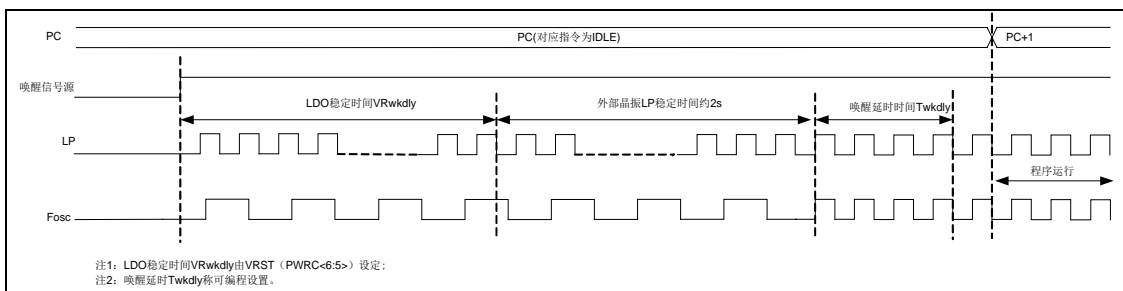 PC
PC(对应指令为IDLE)
PC+1
唤醒信号源
LDO稳定时间VRwkdly
外部晶振LP稳定时间约2s
唤醒延时时间Twkdly
LP
程序运行
Fosc
注1：LDO稳定时间VRwkdly由VRST（PWRC<6:5>）设定；
注2：唤醒延时Twkdly称可编程设置。